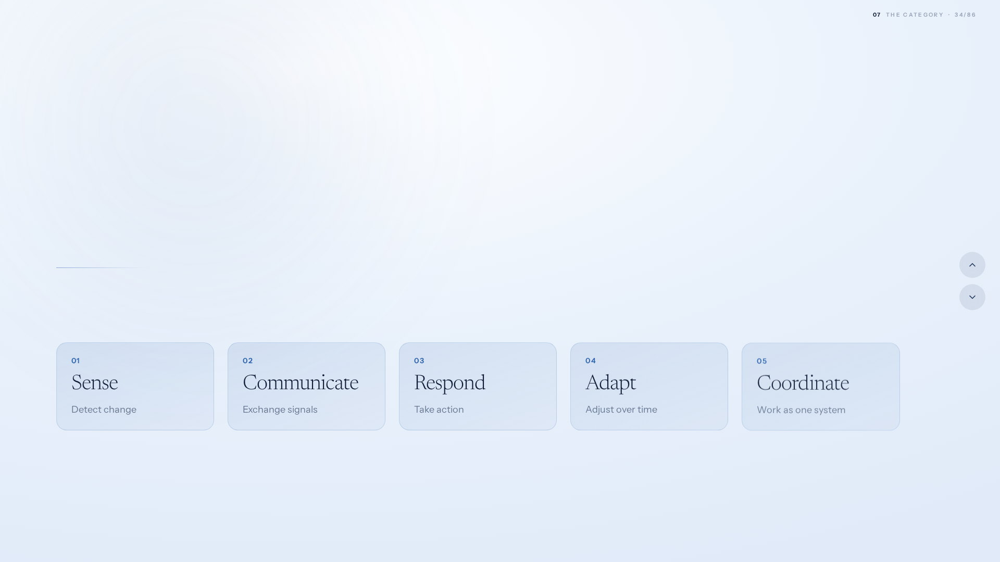 07 THE CATEGORY · 34/86
01
Sense
Detect change
02
Communicate
Exchange signals
03
Respond
Take action
04
Adapt
Adjust over time
05
Coordinate
Work as one system